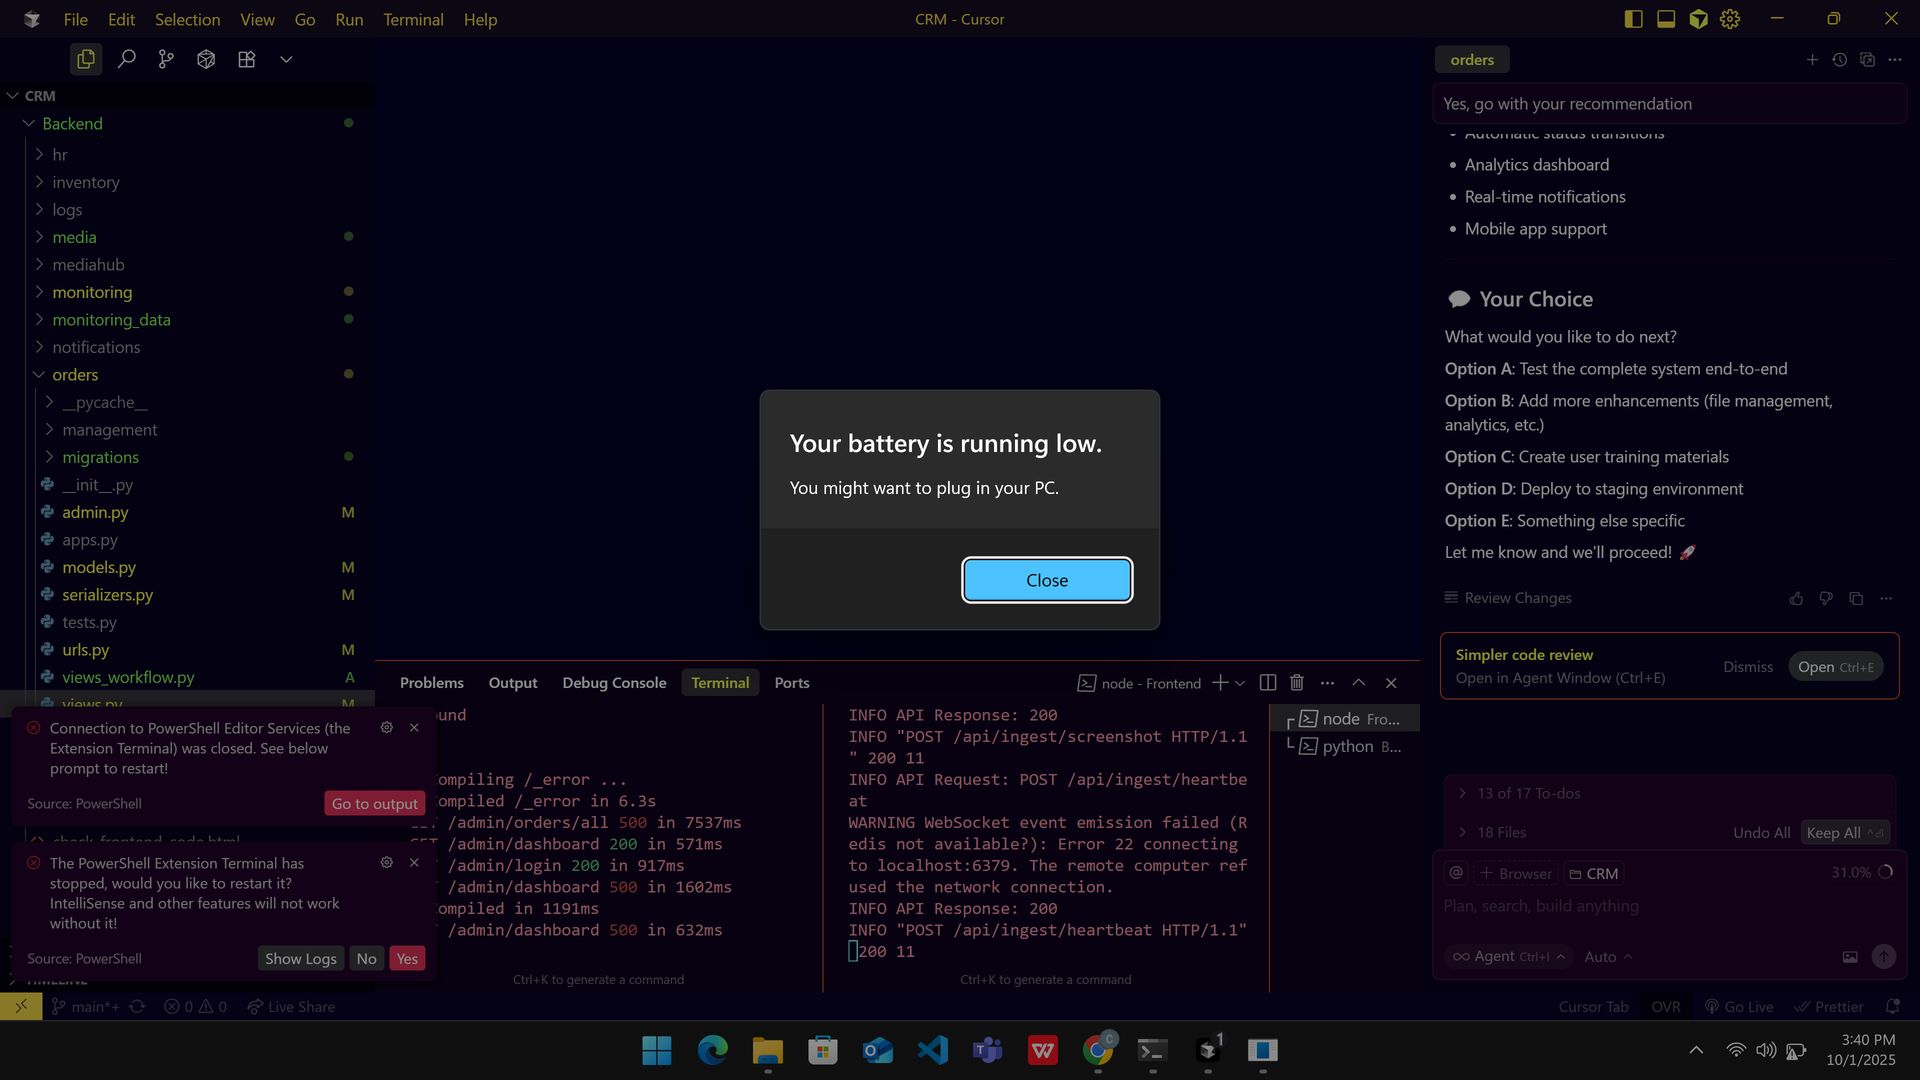 File Edit Selection View Go Run Terminal Help
CRM - Cursor
CRM
Backend
hr
inventory
logs
media
mediahub
monitoring
monitoring_data
notifications
orders
__pycache__
management
migrations
__init__.py
admin.py M
apps.py
models.py M
serializers.py M
tests.py
urls.py M
views_workflow.py A
views.py M
Connection to PowerShell Editor Services (the
Extension Terminal) was closed. See below
prompt to restart!
Source: PowerShell Go to output
check_frontend_code.html
The PowerShell Extension Terminal has
stopped, would you like to restart it?
IntelliSense and other features will not work
without it!
Source: PowerShell Show Logs No Yes
TIMELINE
Your battery is running low.
You might want to plug in your PC.
Close
Problems Output Debug Console Terminal Ports
node - Frontend
ound
ompiling /_error ...
ompiled /_error in 6.3s
/admin/orders/all 500 in 7537ms
/admin/dashboard 200 in 571ms
/admin/login 200 in 917ms
/admin/dashboard 500 in 1602ms
ompiled in 1191ms
/admin/dashboard 500 in 632ms
Ctrl+K to generate a command
INFO API Response: 200
INFO "POST /api/ingest/screenshot HTTP/1.1
" 200 11
INFO API Request: POST /api/ingest/heartbe
at
WARNING WebSocket event emission failed (R
edis not available?): Error 22 connecting
to localhost:6379. The remote computer ref
used the network connection.
INFO API Response: 200
INFO "POST /api/ingest/heartbeat HTTP/1.1"
200 11
Ctrl+K to generate a command
node Fro...
python B...
orders
Yes, go with your recommendation
Automatic status transitions
• Analytics dashboard
• Real-time notifications
• Mobile app support
💬 Your Choice
What would you like to do next?
Option A: Test the complete system end-to-end
Option B: Add more enhancements (file management,
analytics, etc.)
Option C: Create user training materials
Option D: Deploy to staging environment
Option E: Something else specific
Let me know and we'll proceed! 🚀
Review Changes
Simpler code review
Open in Agent Window (Ctrl+E)
Dismiss Open Ctrl+E
13 of 17 To-dos
18 Files Undo All Keep All
@ Browser CRM 31.0%
Plan, search, build anything
Agent Ctrl+I Auto
main*+ 0 0 Live Share
Cursor Tab OVR Go Live Prettier
C
1
3:40 PM
10/1/2025